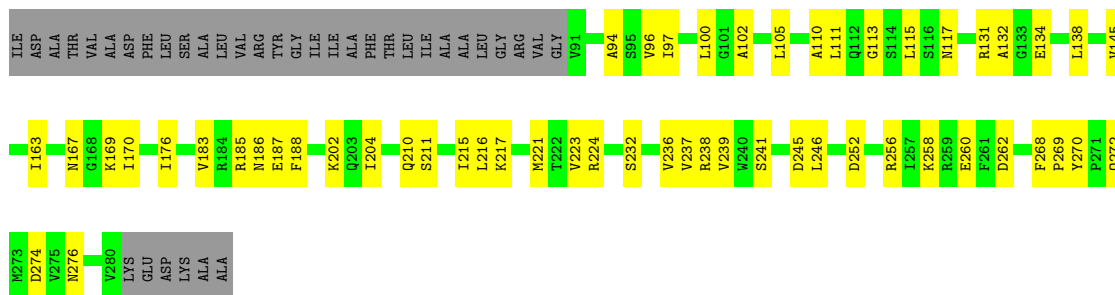 ILE ASP ALA THR VAL ALA ASP PHE LEU SER ALA LEU VAL ARG TYR GLY ILE ILE ALA PHE THR LEU ILE ALA ALA LEU GLY ARG VAL GLY V91 A94 S95 V96 I97 L100 G101 A102 L105 A110 L111 Q112 G113 S114 L115 S116 N117 R131 A132 G133 E134 L138 V145
I163 N167 G168 K169 I170 I176 V183 R184 R185 N186 E187 F188 K202 Q203 I204 Q210 S211 I215 L216 K217 M221 T222 V223 R224 S232 V236 V237 R238 V239 W240 S241 D245 L246 D252 R256 I257 K258 R259 E260 F261 D262 F268 P269 Y270 P271 Q272
M273 D274 V275 N276 V280 LYS GLU ASP LYS ALA ALA